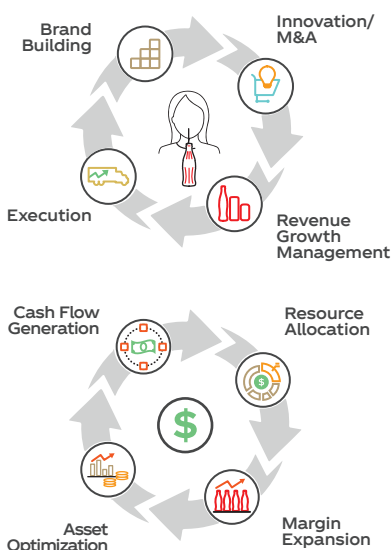 Brand
Building
Innovation/
M&A
Execution
Revenue
Growth
Management
Cash Flow
Generation
Resource
Allocation
$
$
Asset
Optimization
Margin
Expansion